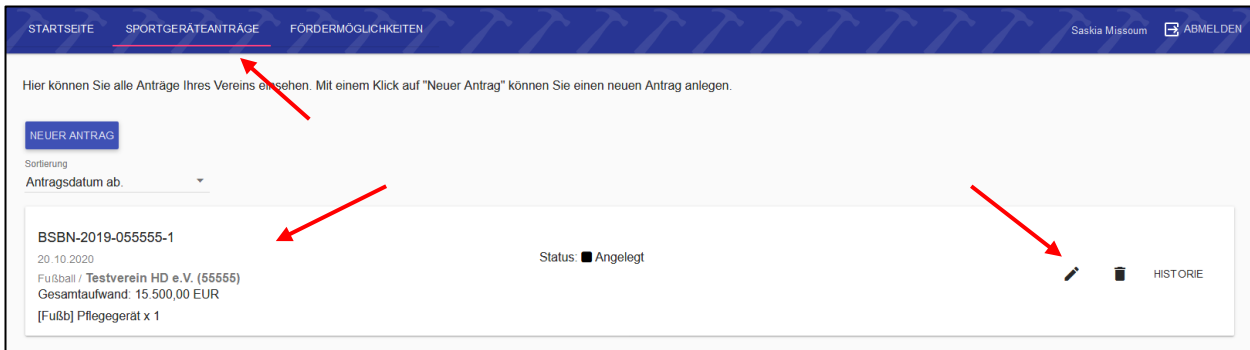 STARTSEITE SPORTGERÄTEANTRÄGE FÖRDERMÖGLICHKEITEN Saskia Missoum ABMELDEN
Hier können Sie alle Anträge Ihres Vereins einsehen. Mit einem Klick auf "Neuer Antrag" können Sie einen neuen Antrag anlegen.
NEUER ANTRAG
Sortierung
Antragsdatum ab.
BSBN-2019-055555-1
20.10.2020
Fußball / Testverein HD e.V. (55555)
Gesamtaufwand: 15.500,00 EUR
[Fußb] Pflegegerät x 1
Status: Angelegt
HISTORIE